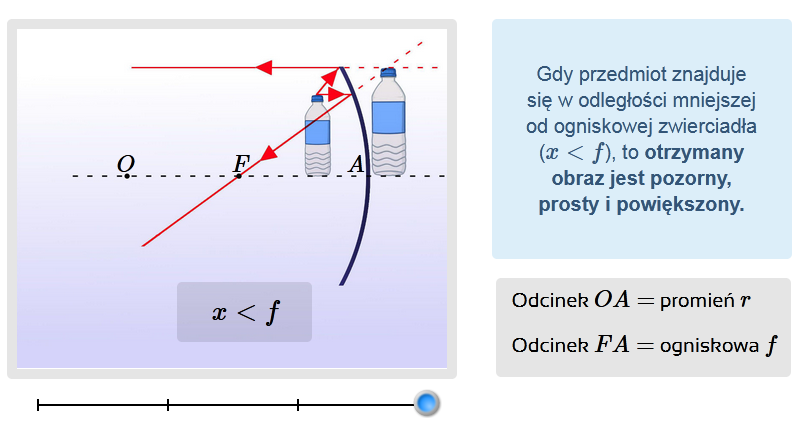 O F A
x < f
Gdy przedmiot znajduje
się w odległości mniejszej
od ogniskowej zwierciadła
(x < f), to otrzymany
obraz jest pozorny,
prosty i powiększony.
Odcinek OA = promień r
Odcinek FA = ogniskowa f